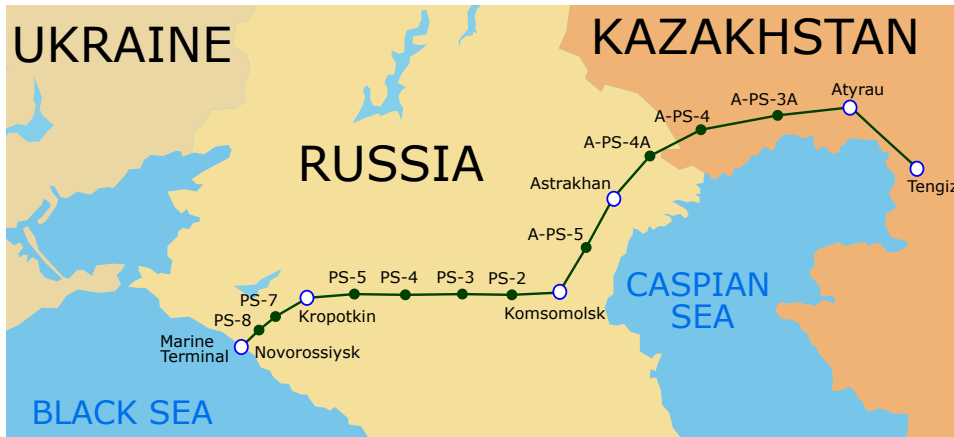 UKRAINE
KAZAKHSTAN
RUSSIA
Atyrau
A-PS-3A
A-PS-4
A-PS-4A
Tengiz
Astrakhan
A-PS-5
PS-5
PS-4
PS-3
PS-2
Komsomolsk
Kropotkin
PS-7
PS-8
Marine
Terminal
Novorossiysk
CASPIAN
SEA
BLACK SEA